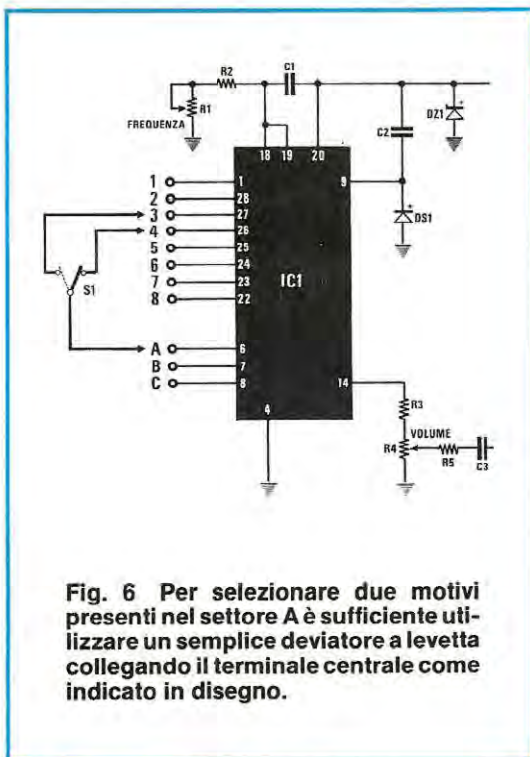 R2
C1
R1
FREQUENZA
C2
DZ1
+
18 19 20
1 1
2 28
3 27
4 26
5 25
6 24
7 23
8 22
9
DS1
+
S1
IC1
A 6
B 7
C 8
14
4
R3
VOLUME
R4
R5
C3
Fig. 6 Per selezionare due motivi
presenti nel settore A è sufficiente uti-
lizzare un semplice deviatore a levetta
collegando il terminale centrale come
indicato in disegno.